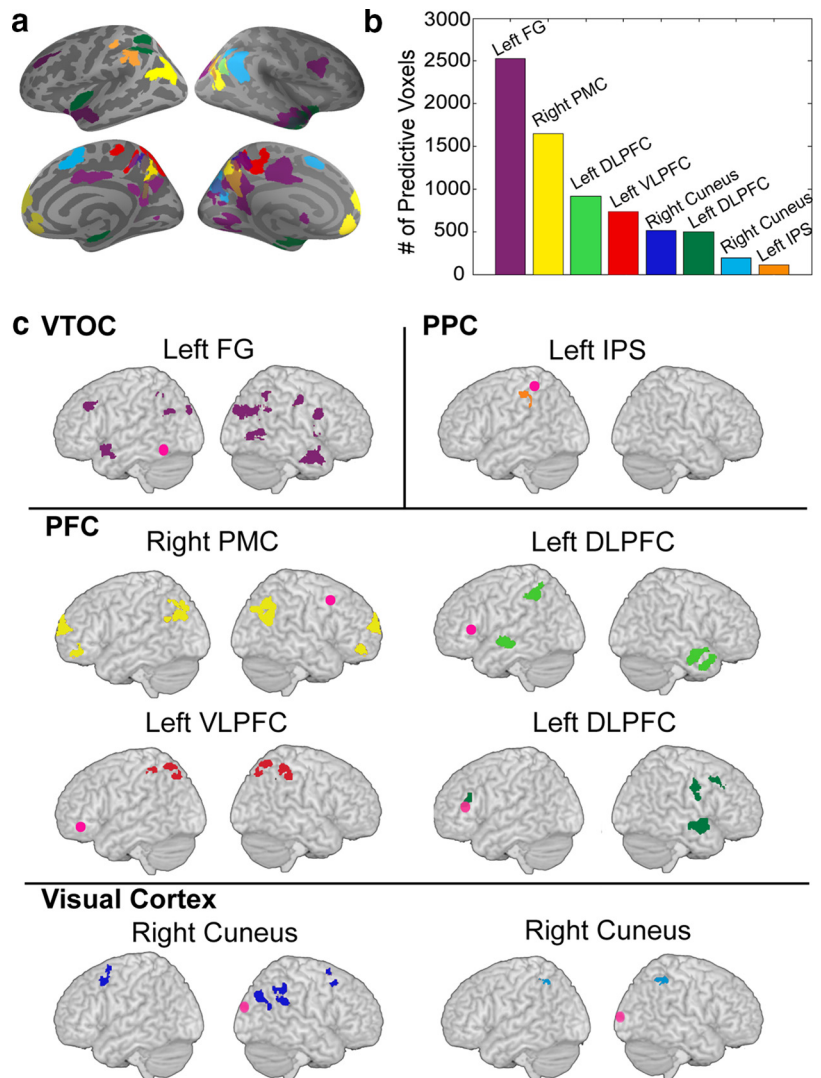 a
b
3000
2500
2000
1500
1000
500
0
# of Predictive Voxels
Left FG
Right PMC
Left DLPFC
Left VLPFC
Right Cuneus
Left DLPFC
Right Cuneus
Left IPS
c VTOC
PPC
Left FG
Left IPS
PFC
Right PMC
Left DLPFC
Left VLPFC
Left DLPFC
Visual Cortex
Right Cuneus
Right Cuneus